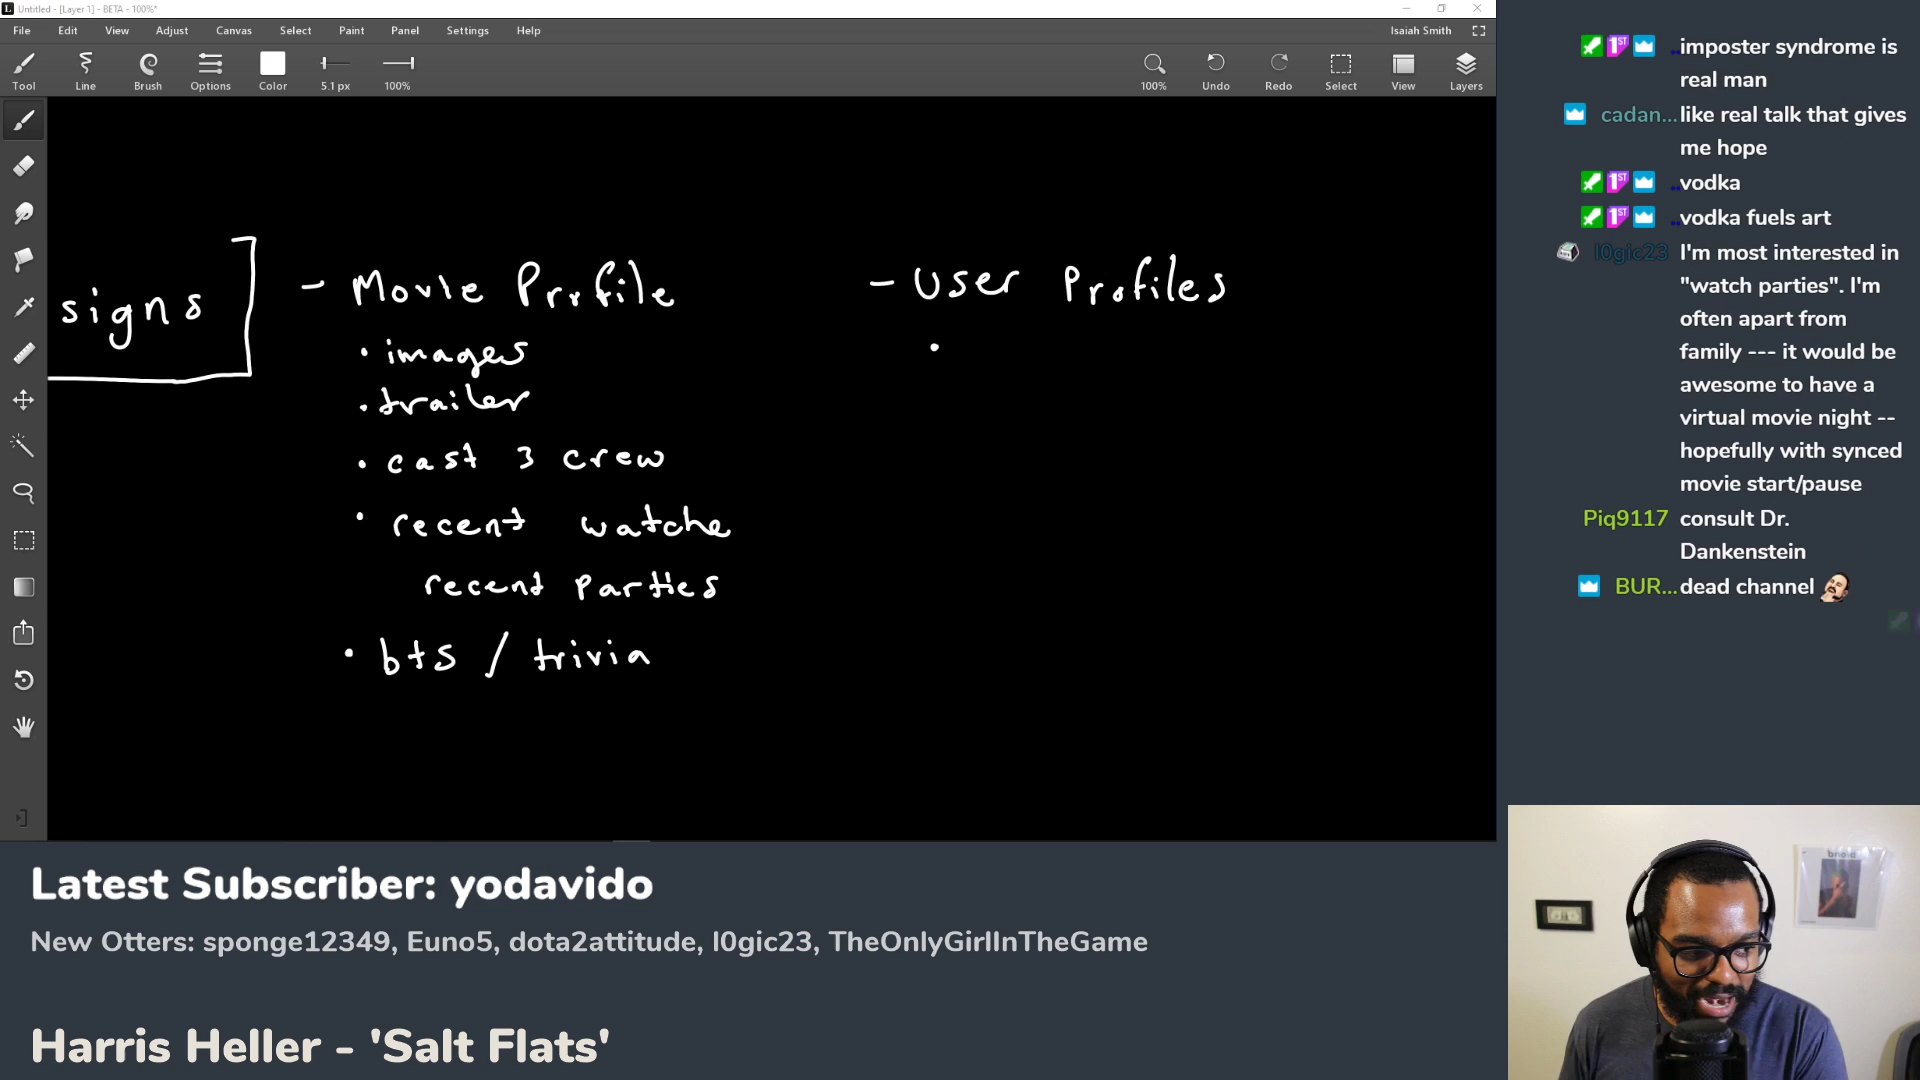 Untitled - [Layer 1] - BETA - 100%*
File Edit View Adjust Canvas Select Paint Panel Settings Help
Isaiah Smith
Tool Line Brush Options Color 5.1 px 100%
100% Undo Redo Select View Layers
signs
- Movie Profile
• images
• trailer
• cast 3 crew
• recent watche
recent parties
• bts / trivia
- User Profiles
•
..imposter syndrome is
real man
cadan... like real talk that gives
me hope
..vodka
..vodka fuels art
l0gic23 I'm most interested in
"watch parties". I'm
often apart from
family --- it would be
awesome to have a
virtual movie night --
hopefully with synced
movie start/pause
Piq9117 consult Dr.
Dankenstein
BUR... dead channel
Latest Subscriber: yodavido
New Otters: sponge12349, Euno5, dota2attitude, l0gic23, TheOnlyGirlInTheGame
Harris Heller - 'Salt Flats'